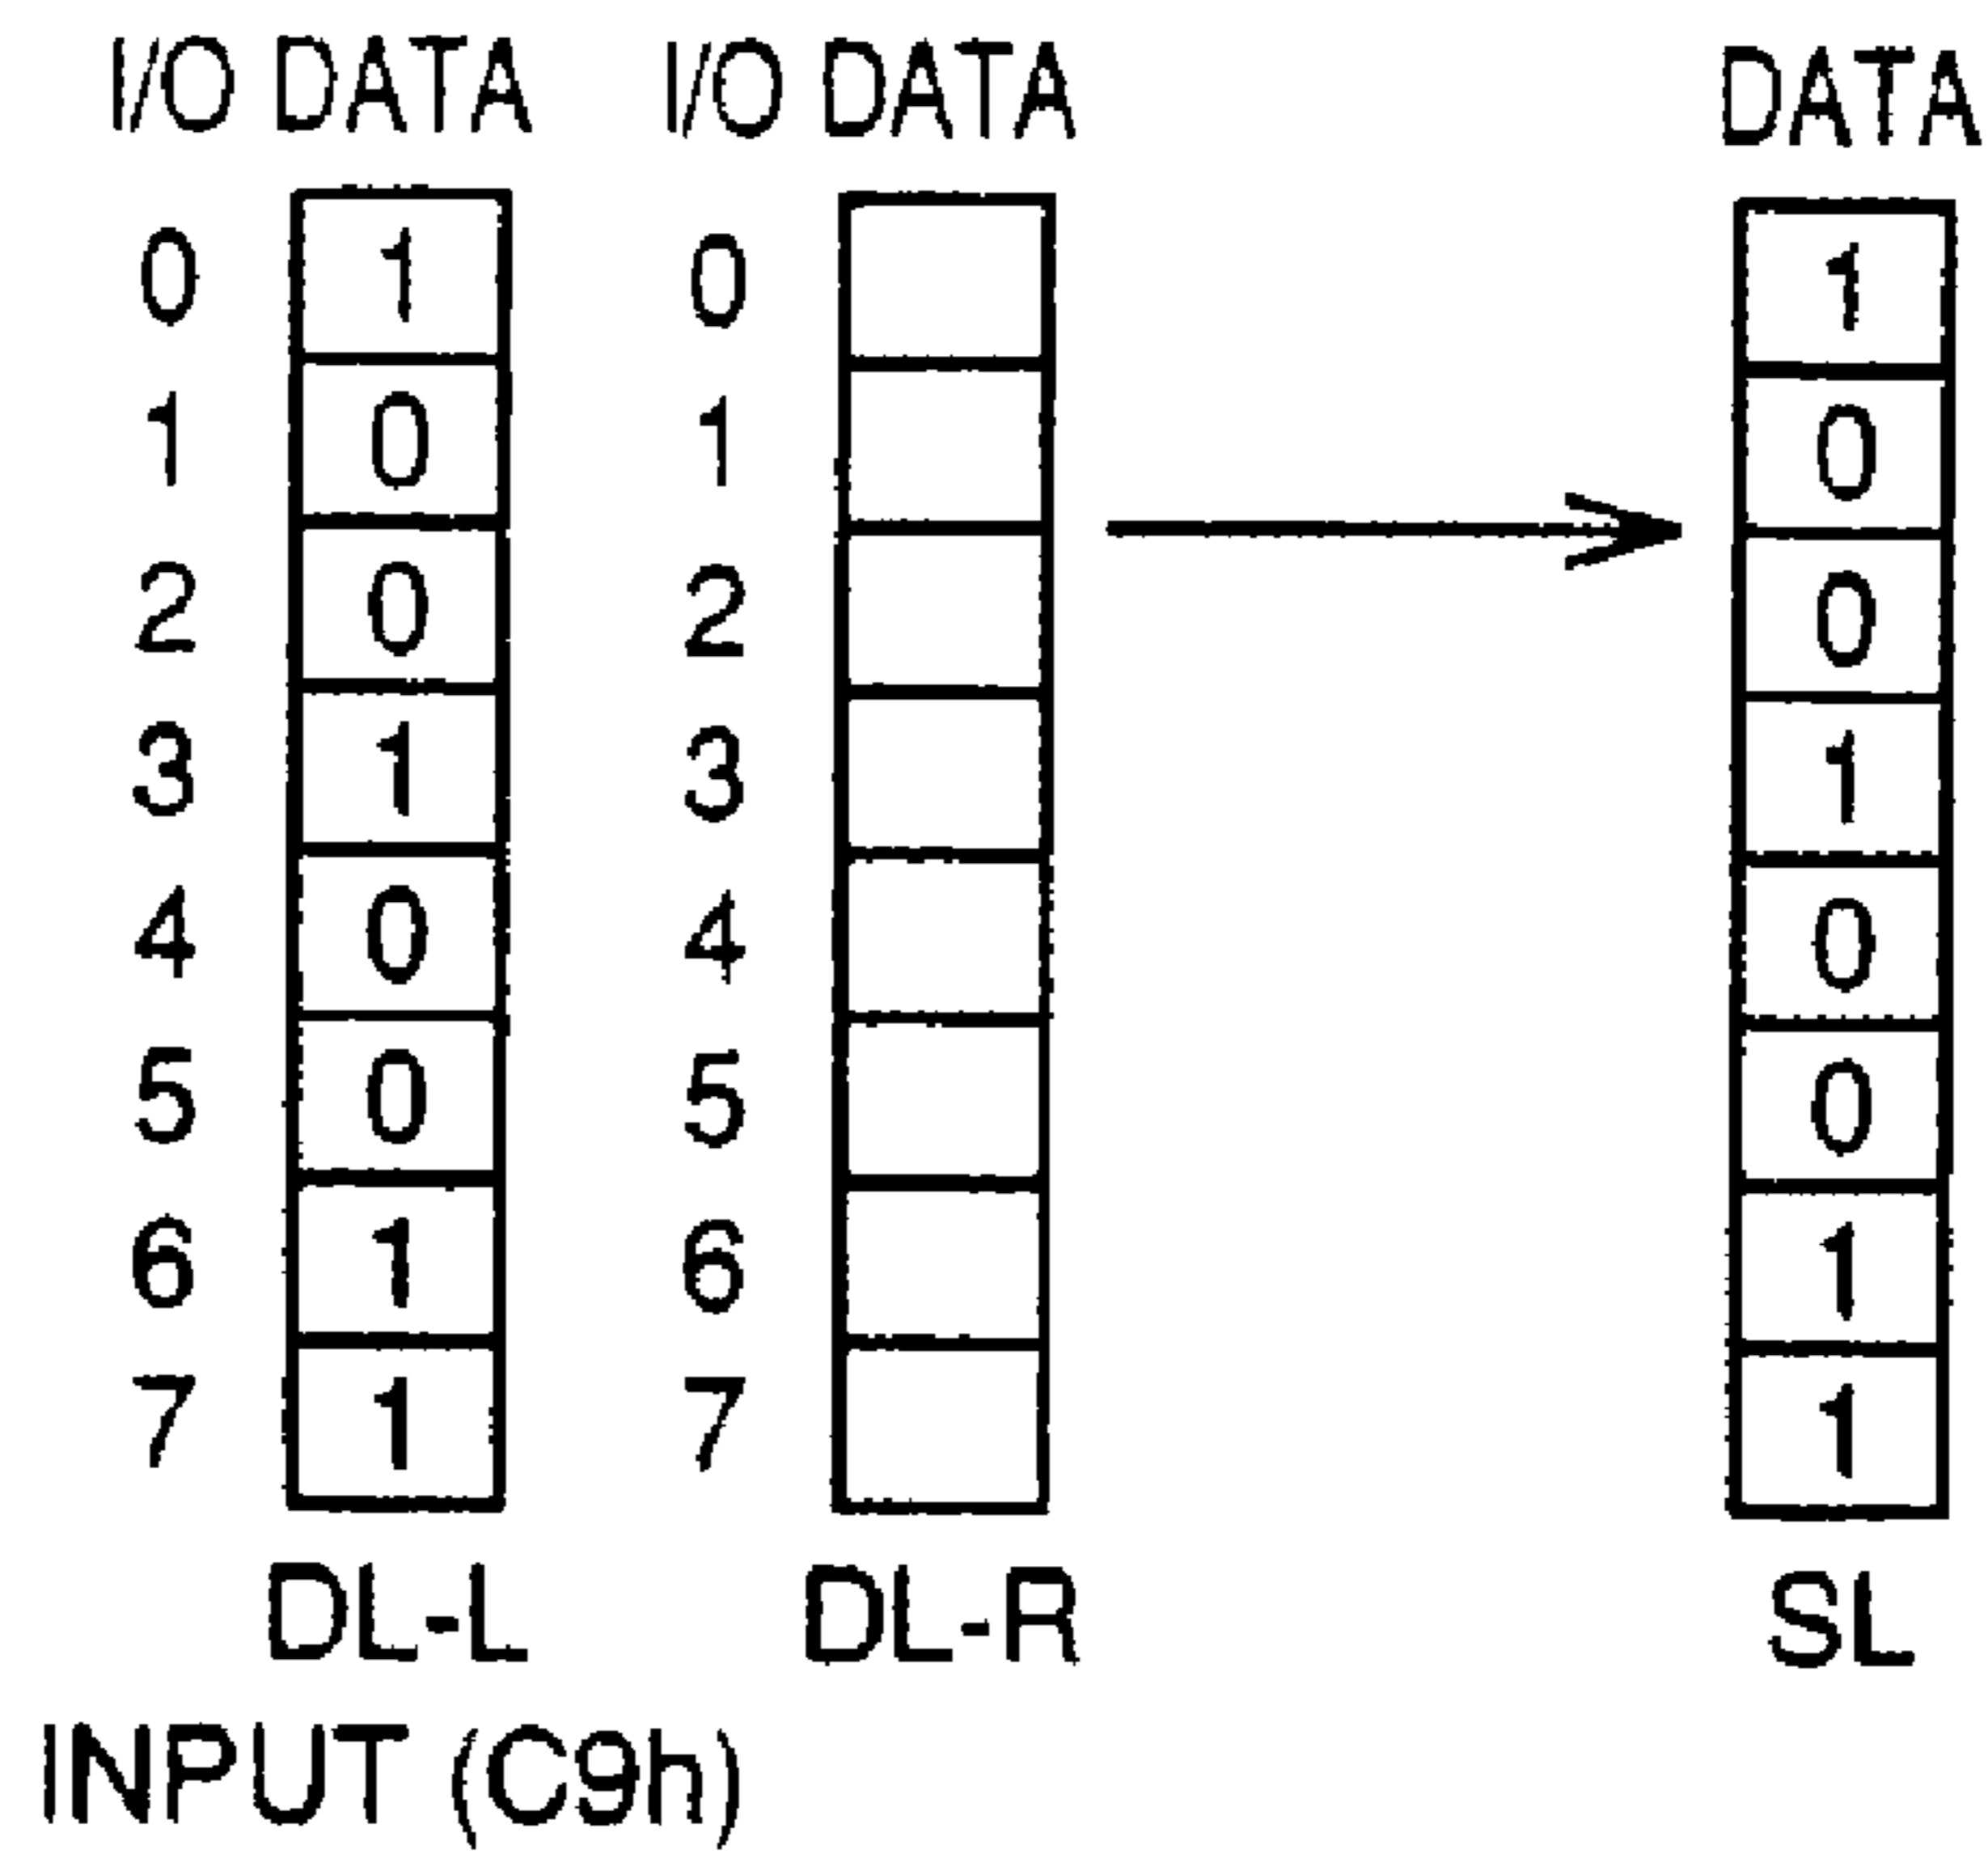 I/O DATA I/O DATA DATA
0 1 0 1
1 0 1 0
2 0 2 0
3 1 3 1
4 0 4 0
5 0 5 0
6 1 6 1
7 1 7 1
DL-L DL-R SL
INPUT (C9h)